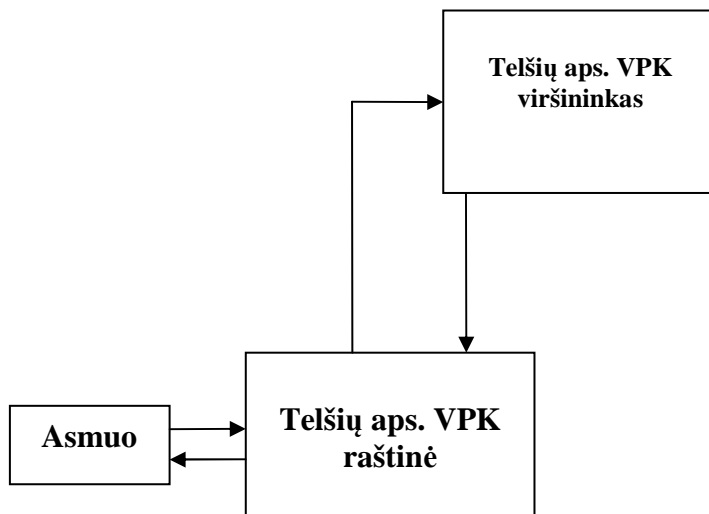 Telšių aps. VPK
viršininkas
Asmuo
Telšių aps. VPK
raštinė